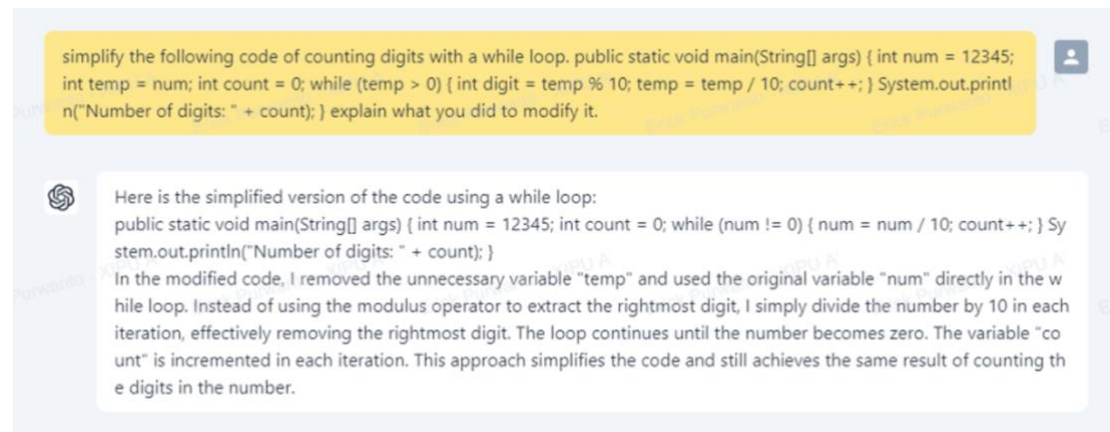 simplify the following code of counting digits with a while loop. public static void main(String[] args) { int num = 12345;
int temp = num; int count = 0; while (temp > 0) { int digit = temp % 10; temp = temp / 10; count++; } System.out.printl
n("Number of digits: " + count); } explain what you did to modify it.
Here is the simplified version of the code using a while loop:
public static void main(String[] args) { int num = 12345; int count = 0; while (num != 0) { num = num / 10; count++; } Sy
stem.out.println("Number of digits: " + count); }
In the modified code, I removed the unnecessary variable "temp" and used the original variable "num" directly in the w
hile loop. Instead of using the modulus operator to extract the rightmost digit, I simply divide the number by 10 in each
iteration, effectively removing the rightmost digit. The loop continues until the number becomes zero. The variable "co
unt" is incremented in each iteration. This approach simplifies the code and still achieves the same result of counting th
e digits in the number.